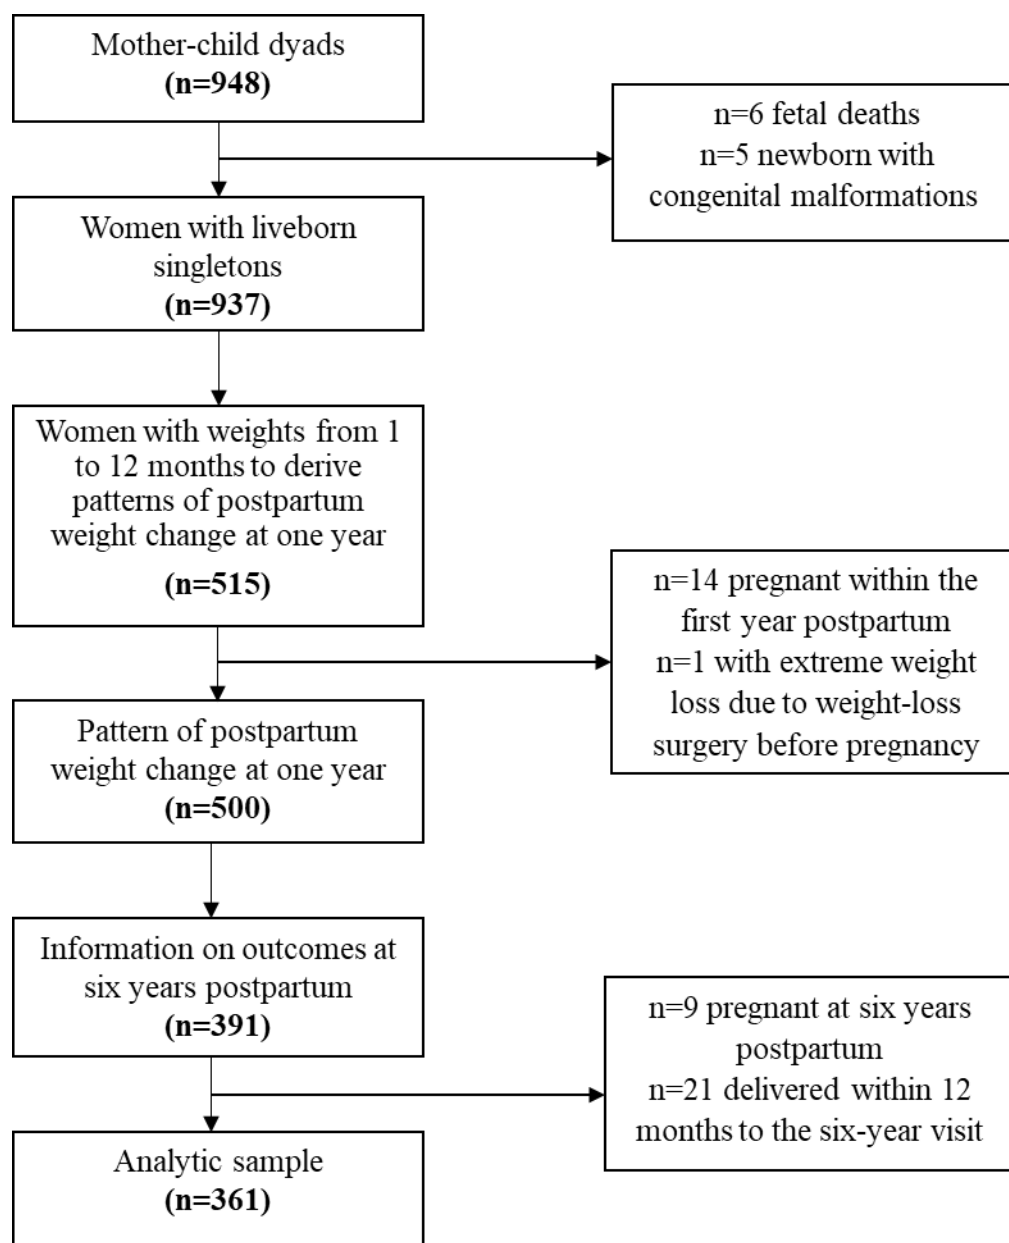 Mother-child dyads
(n=948)
n=6 fetal deaths
n=5 newborn with
congenital malformations
Women with liveborn
singletons
(n=937)
Women with weights from 1
to 12 months to derive
patterns of postpartum
weight change at one year
(n=515)
n=14 pregnant within the
first year postpartum
n=1 with extreme weight
loss due to weight-loss
surgery before pregnancy
Pattern of postpartum
weight change at one year
(n=500)
Information on outcomes at
six years postpartum
(n=391)
n=9 pregnant at six years
postpartum
n=21 delivered within 12
months to the six-year visit
Analytic sample
(n=361)